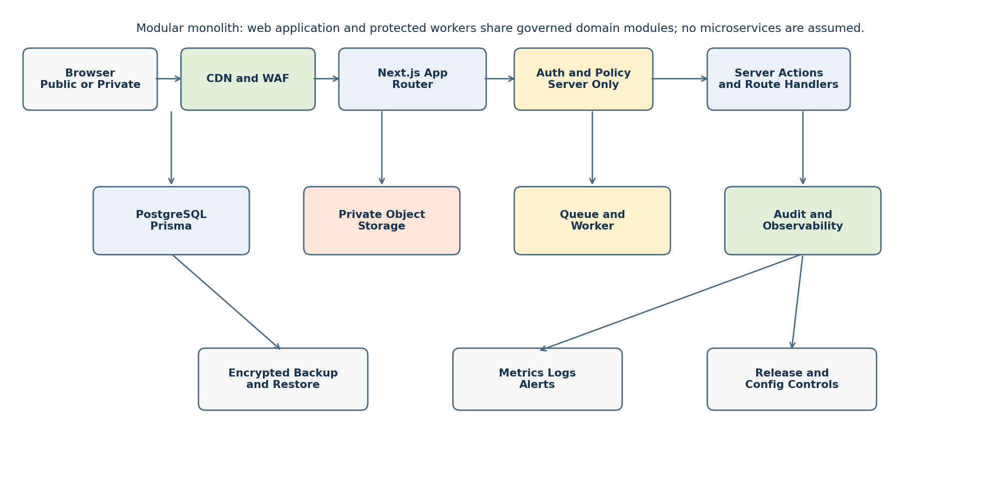 Modular monolith: web application and protected workers share governed domain modules; no microservices are assumed.
Browser
Public or Private
CDN and WAF
Next.js App
Router
Auth and Policy
Server Only
Server Actions
and Route Handlers
PostgreSQL
Prisma
Private Object
Storage
Queue and
Worker
Audit and
Observability
Encrypted Backup
and Restore
Metrics Logs
Alerts
Release and
Config Controls